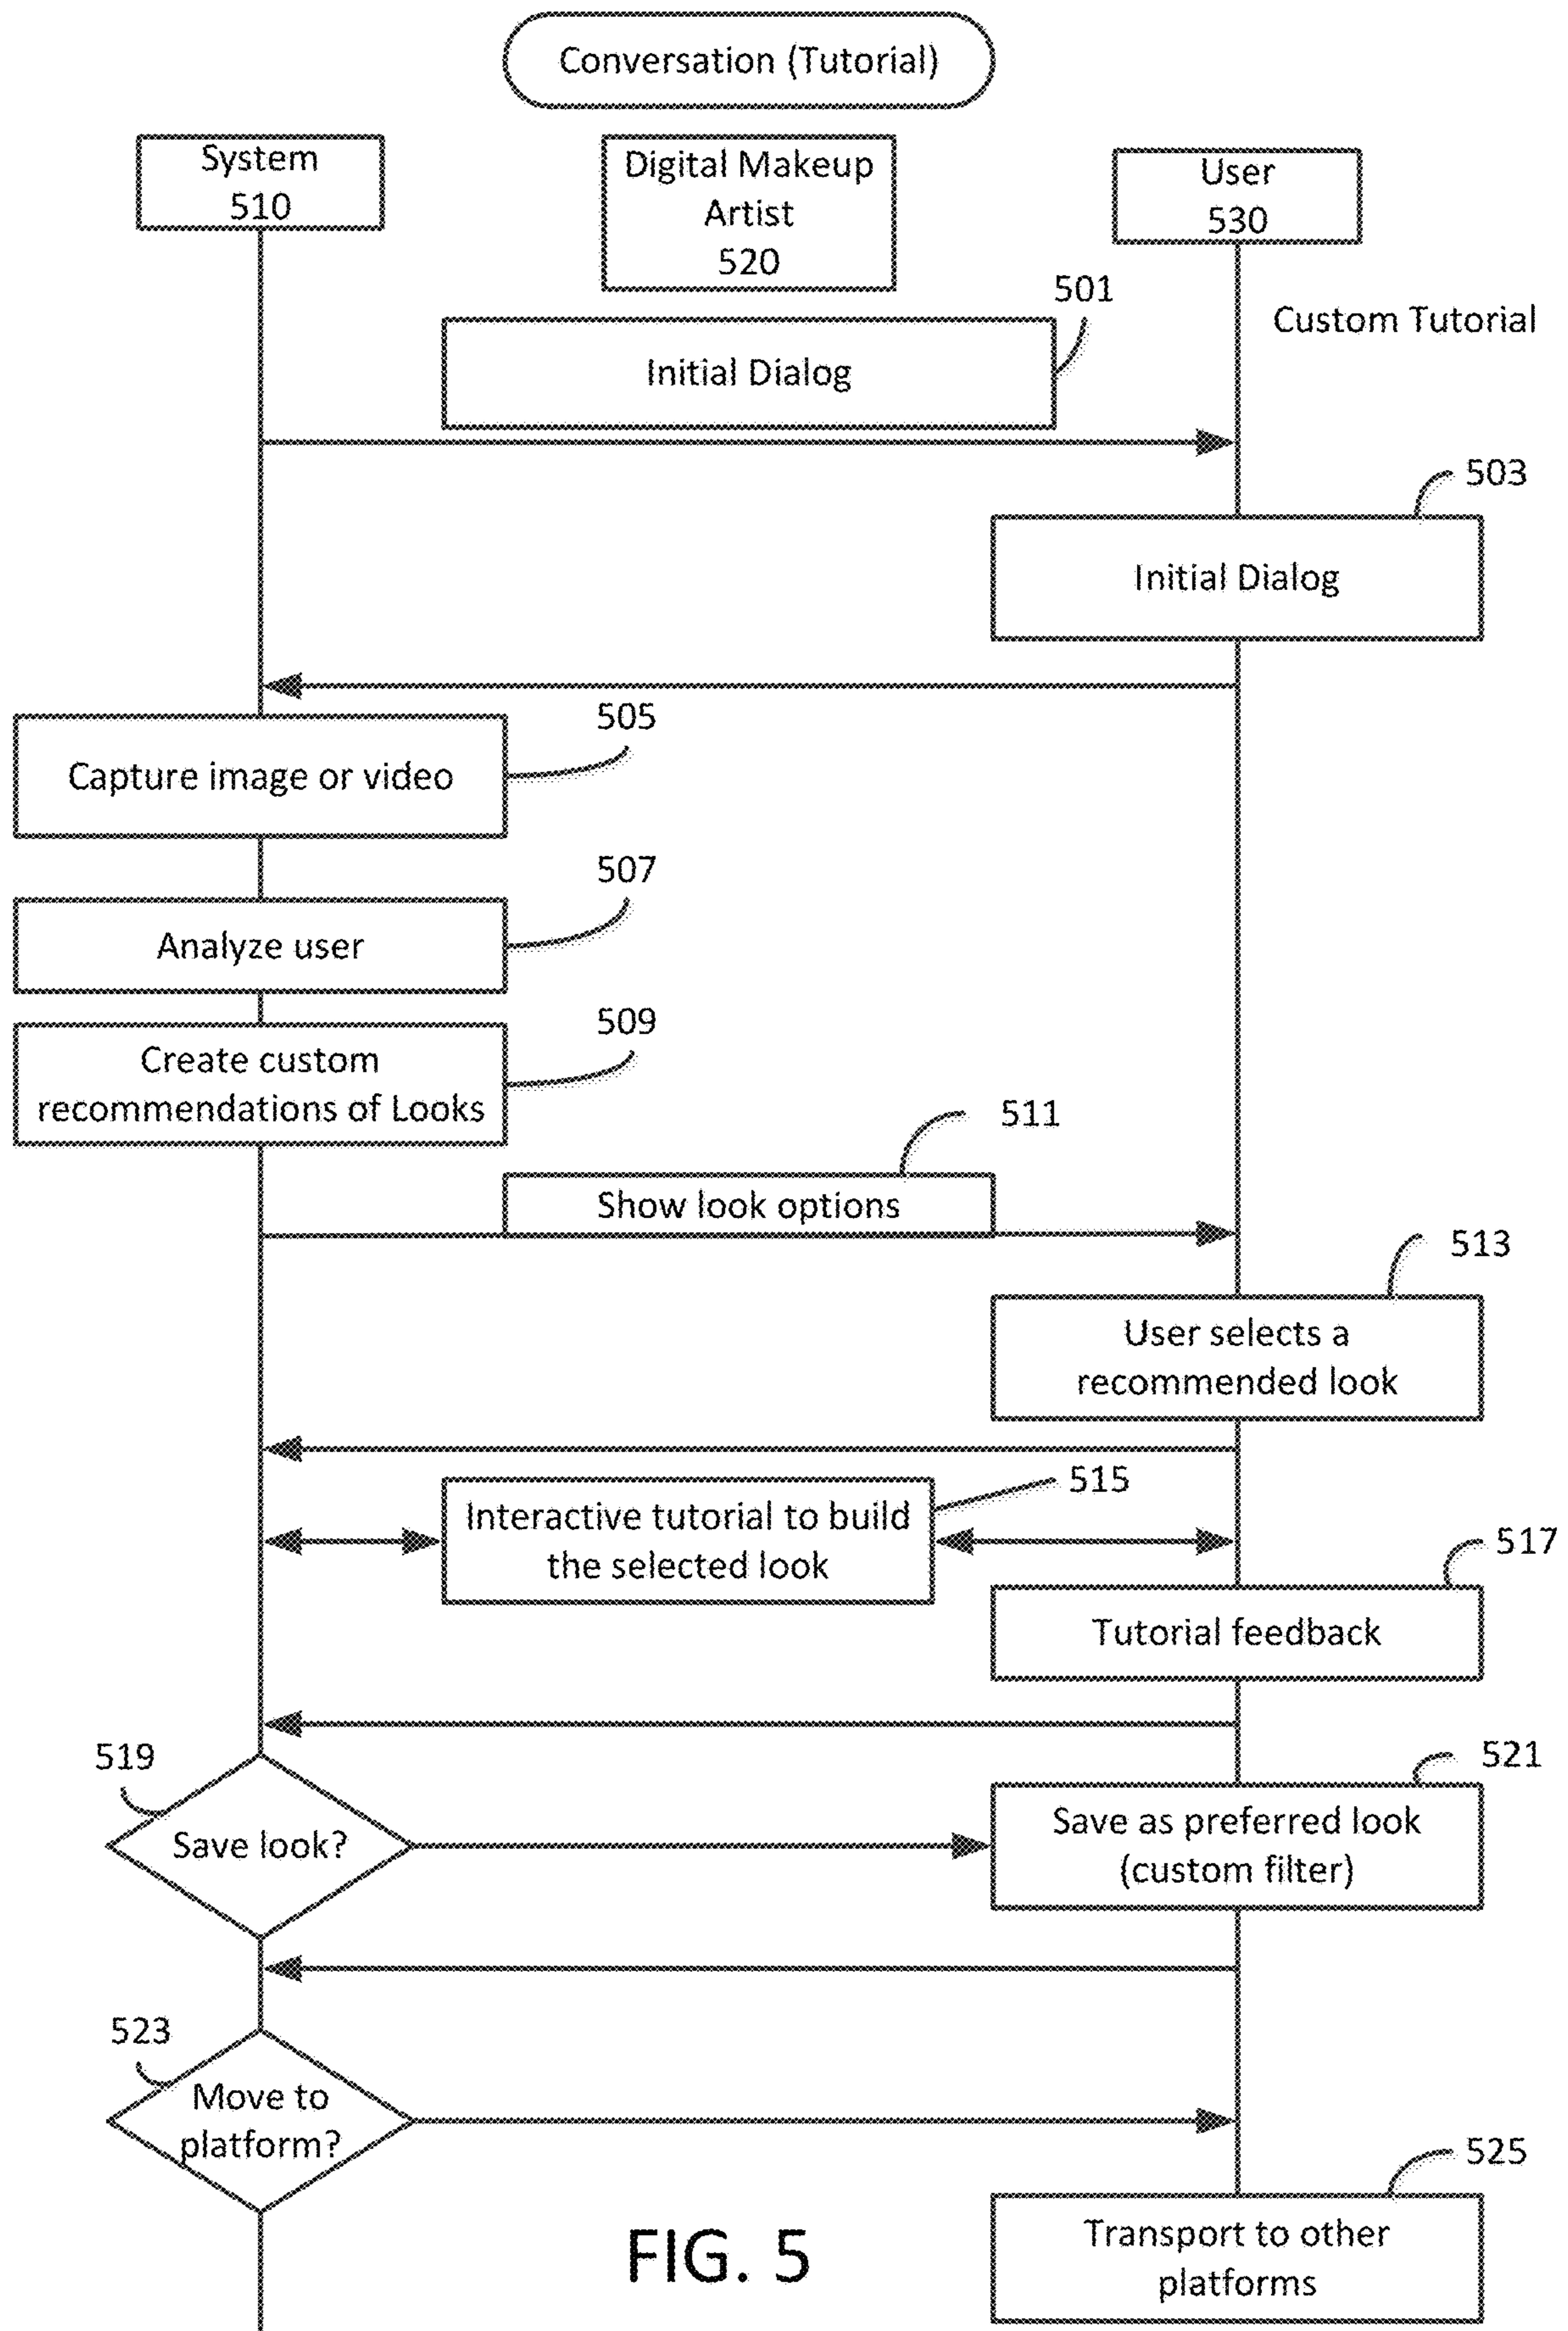 Conversation (Tutorial)
System
510
Digital Makeup
Artist
520
User
530
501
Custom Tutorial
Initial Dialog
503
Initial Dialog
505
Capture image or video
507
Analyze user
509
Create custom
recommendations of Looks
511
Show look options
513
User selects a
recommended look
515
Interactive tutorial to build
the selected look
517
Tutorial feedback
519
Save look?
521
Save as preferred look
(custom filter)
523
Move to
platform?
525
Transport to other
platforms
FIG. 5